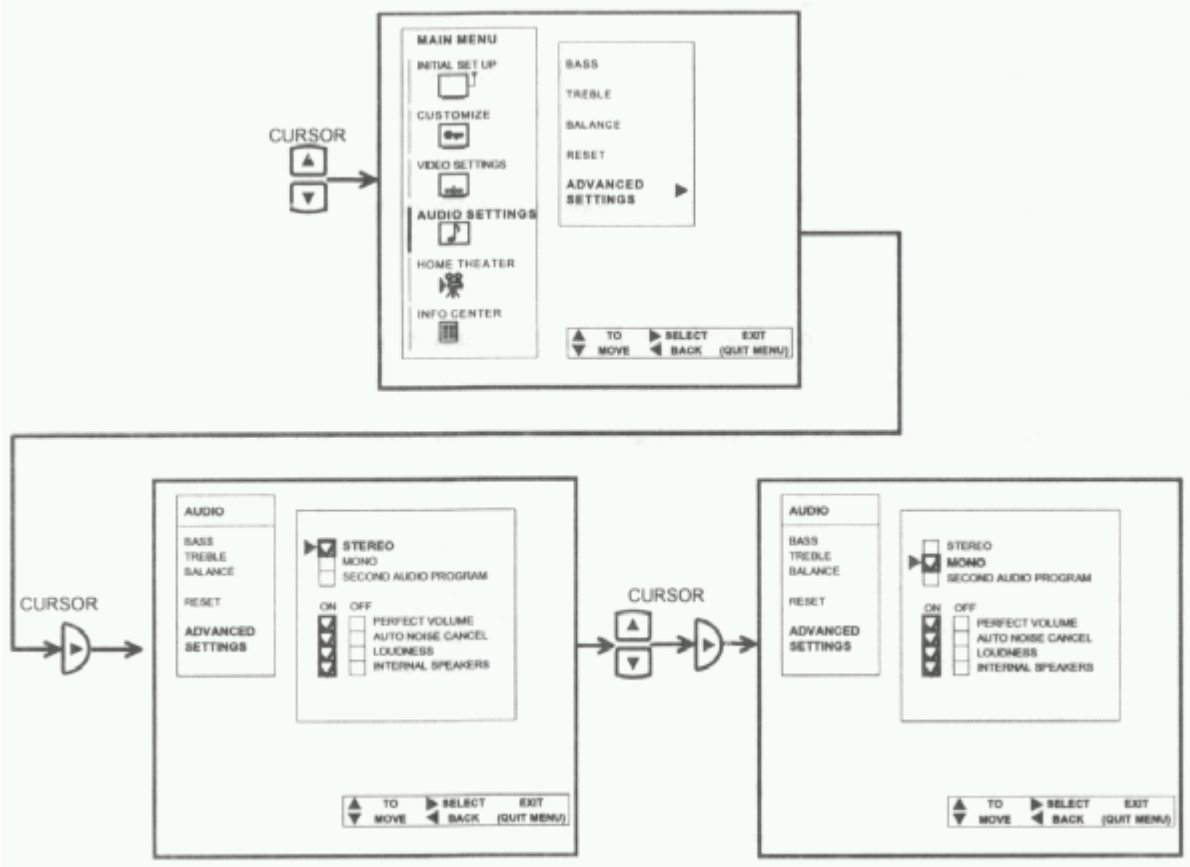 MAIN MENU
INITIAL SET UP
CUSTOMIZE
VIDEO SETTINGS
AUDIO SETTINGS
HOME THEATER
INFO CENTER
BASS
TREBLE
BALANCE
RESET
ADVANCED
SETTINGS
TO SELECT EXIT
MOVE BACK (QUIT MENU)
CURSOR
CURSOR
AUDIO
BASS
TREBLE
BALANCE
RESET
ADVANCED
SETTINGS
STEREO
MONO
SECOND AUDIO PROGRAM
ON OFF
PERFECT VOLUME
AUTO NOISE CANCEL
LOUDNESS
INTERNAL SPEAKERS
TO SELECT EXIT
MOVE BACK (QUIT MENU)
CURSOR
AUDIO
BASS
TREBLE
BALANCE
RESET
ADVANCED
SETTINGS
STEREO
MONO
SECOND AUDIO PROGRAM
ON OFF
PERFECT VOLUME
AUTO NOISE CANCEL
LOUDNESS
INTERNAL SPEAKERS
TO SELECT EXIT
MOVE BACK (QUIT MENU)